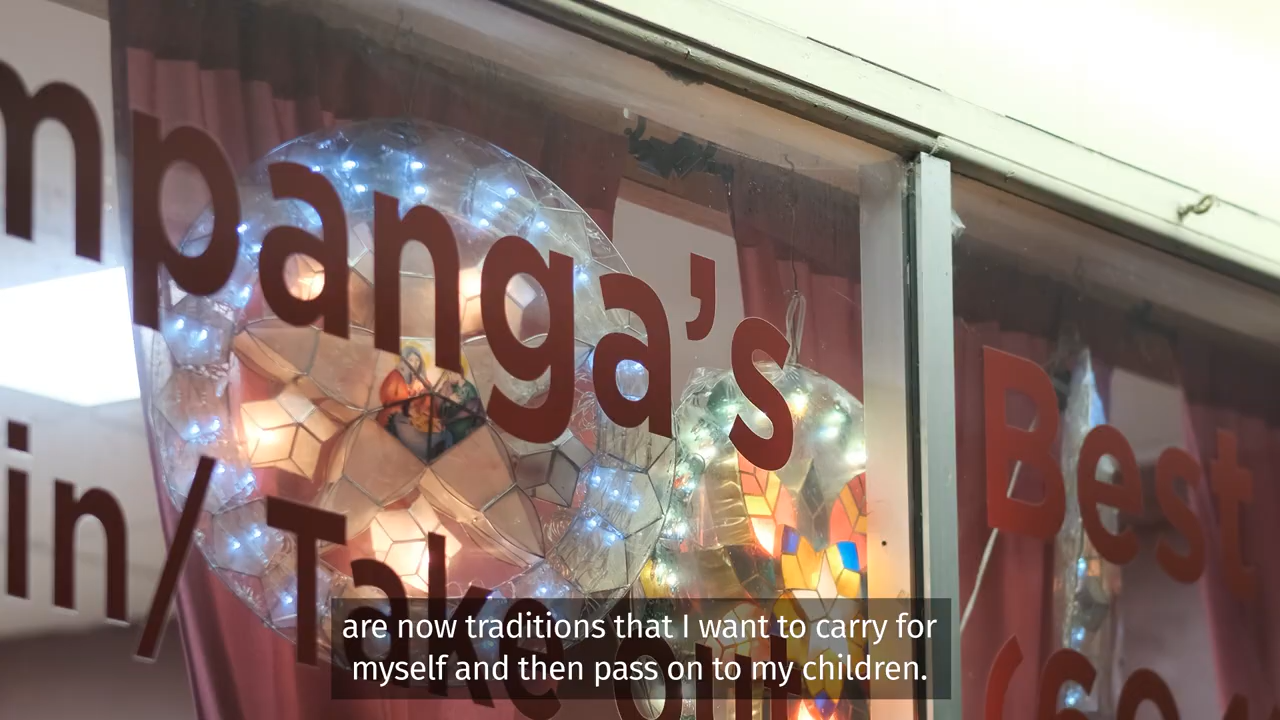 mpanga's
in/ Take out
Best
are now traditions that I want to carry for
myself and then pass on to my children.